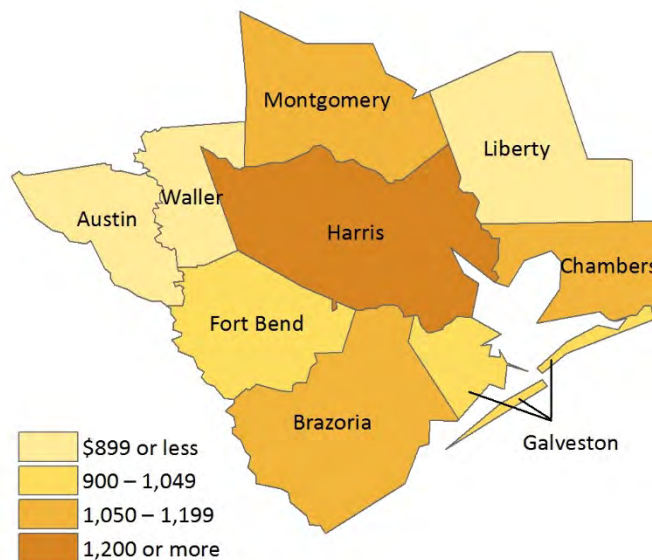 Montgomery
Liberty
Waller
Austin
Harris
Chambers
Fort Bend
Brazoria
Galveston
$899 or less
900 – 1,049
1,050 – 1,199
1,200 or more